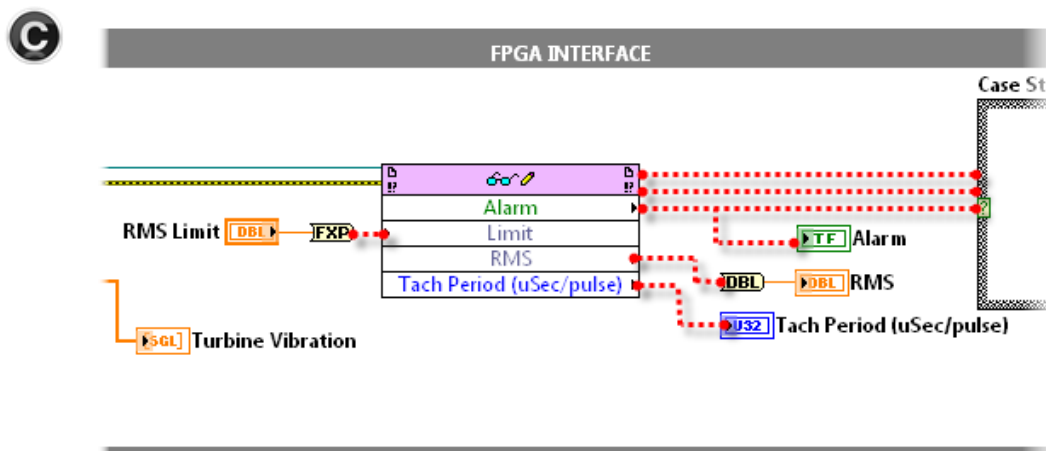 C
FPGA INTERFACE
Case St
Alarm
RMS Limit DBL FXP Limit
TF Alarm
RMS
DBL DBL RMS
Tach Period (uSec/pulse)
U32 Tach Period (uSec/pulse)
SGL Turbine Vibration
?
!?
!?